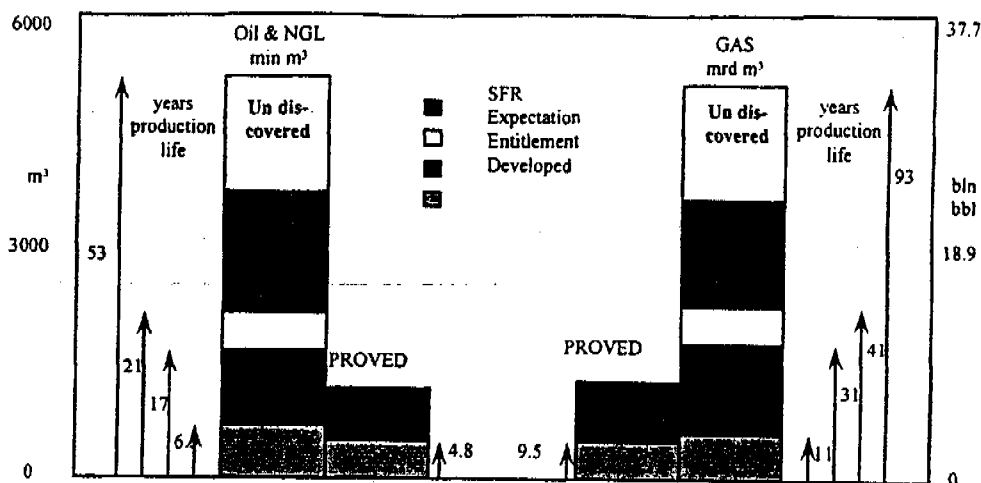 6000
Oil & NGL
min m³
GAS
mrd m³
37.7
years
production
life
Un dis-
covered
SFR
Expectation
Entitlement
Developed
Un dis-
covered
years
production
life
m³
93
bln
bbl
3000
53
18.9
PROVED
PROVED
21
41
17
31
6
4.8
9.5
11
0
0